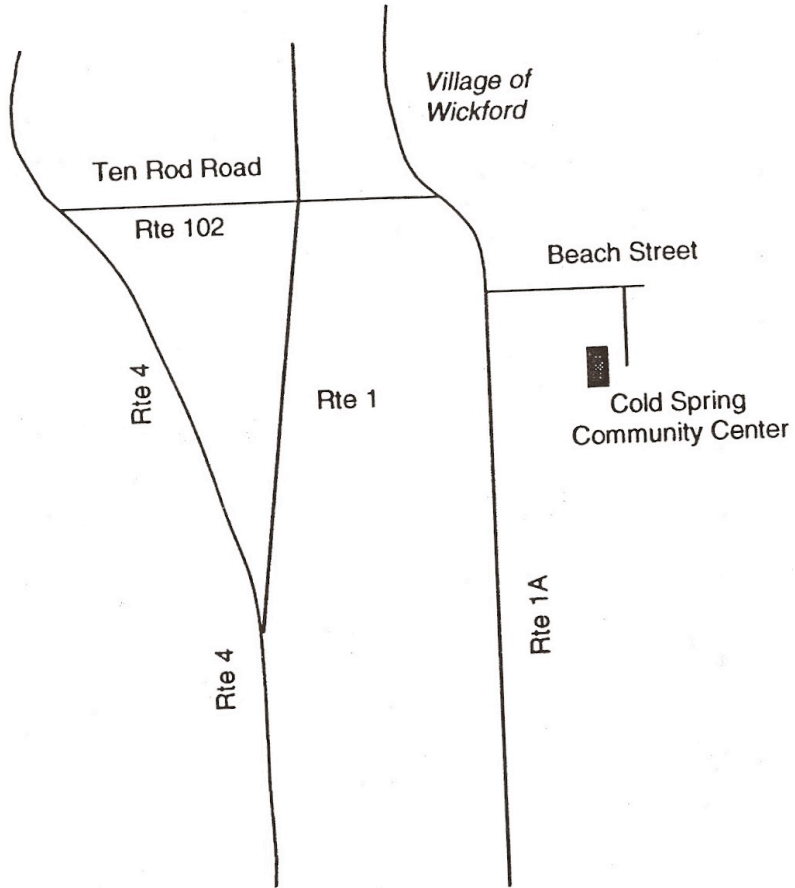 Village of
Wickford
Ten Rod Road
Rte 102
Beach Street
Rte 4
Rte 1
Cold Spring
Community Center
Rte 1A
Rte 4